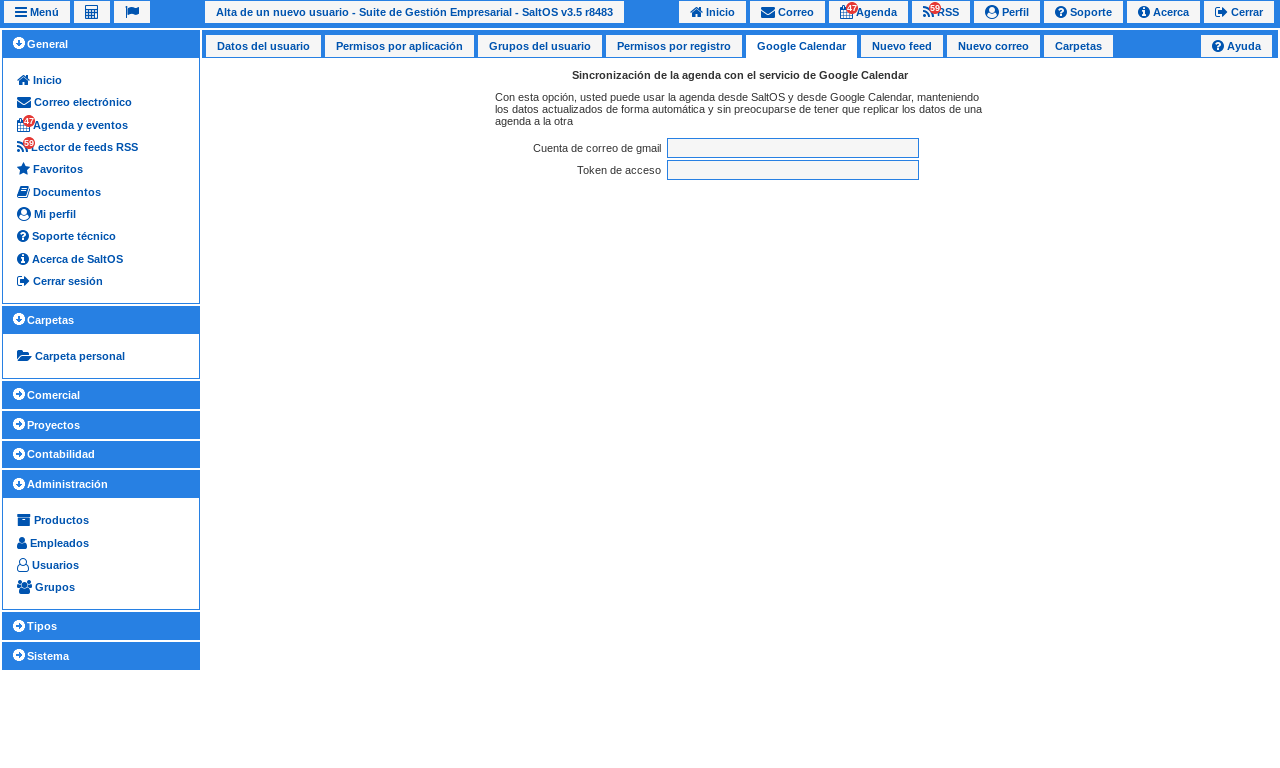 Menú
Alta de un nuevo usuario - Suite de Gestión Empresarial - SaltOS v3.5 r8483
Inicio
Correo
47 Agenda
59 RSS
Perfil
Soporte
Acerca
Cerrar
General
Inicio
Correo electrónico
47 Agenda y eventos
59 Lector de feeds RSS
Favoritos
Documentos
Mi perfil
Soporte técnico
Acerca de SaltOS
Cerrar sesión
Carpetas
Carpeta personal
Comercial
Proyectos
Contabilidad
Administración
Productos
Empleados
Usuarios
Grupos
Tipos
Sistema
Datos del usuario
Permisos por aplicación
Grupos del usuario
Permisos por registro
Google Calendar
Nuevo feed
Nuevo correo
Carpetas
Ayuda
Sincronización de la agenda con el servicio de Google Calendar
Con esta opción, usted puede usar la agenda desde SaltOS y desde Google Calendar, manteniendo
los datos actualizados de forma automática y sin preocuparse de tener que replicar los datos de una
agenda a la otra
Cuenta de correo de gmail
Token de acceso